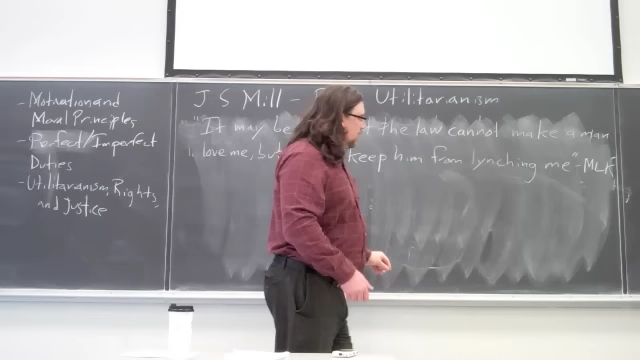 - Motivation and
Moral Principles
- Perfect/Imperfect
Duties
- Utilitarianism, Rights,
and Justice
J S Mill - Utilitarianism
"It may be the law cannot make a man
love me, but keep him from lynching me" - MLK